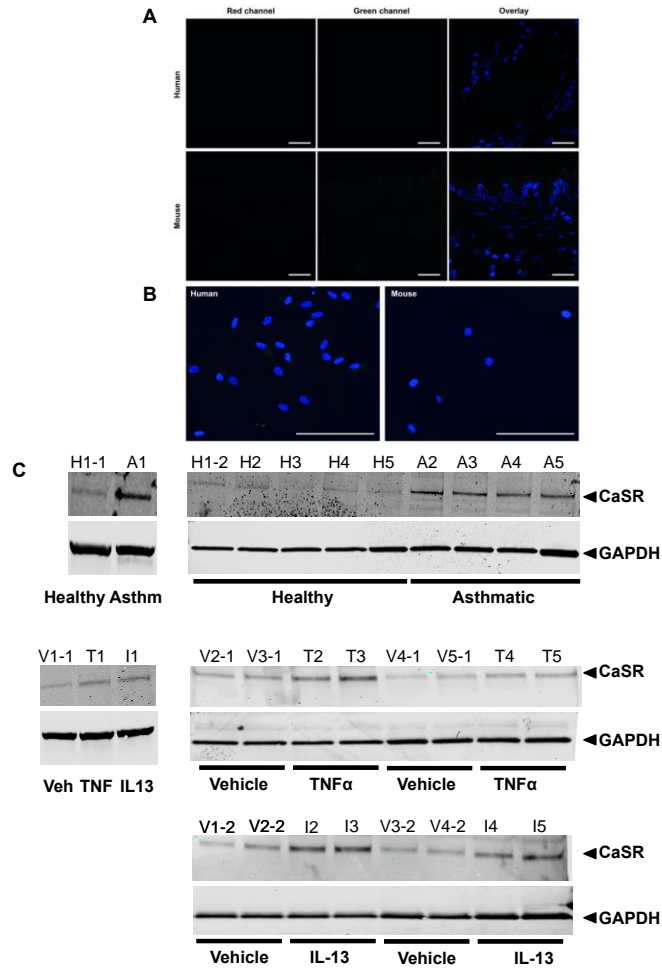 A
Red channel Green channel Overlay
Human
Mouse
B
Human Mouse
C
H1-1 A1 H1-2 H2 H3 H4 H5 A2 A3 A4 A5
CaSR
GAPDH
Healthy Asthm Healthy Asthmatic
V1-1 T1 I1 V2-1 V3-1 T2 T3 V4-1 V5-1 T4 T5
CaSR
GAPDH
Veh TNF IL13 Vehicle TNFα Vehicle TNFα
V1-2 V2-2 I2 I3 V3-2 V4-2 I4 I5
CaSR
GAPDH
Vehicle IL-13 Vehicle IL-13